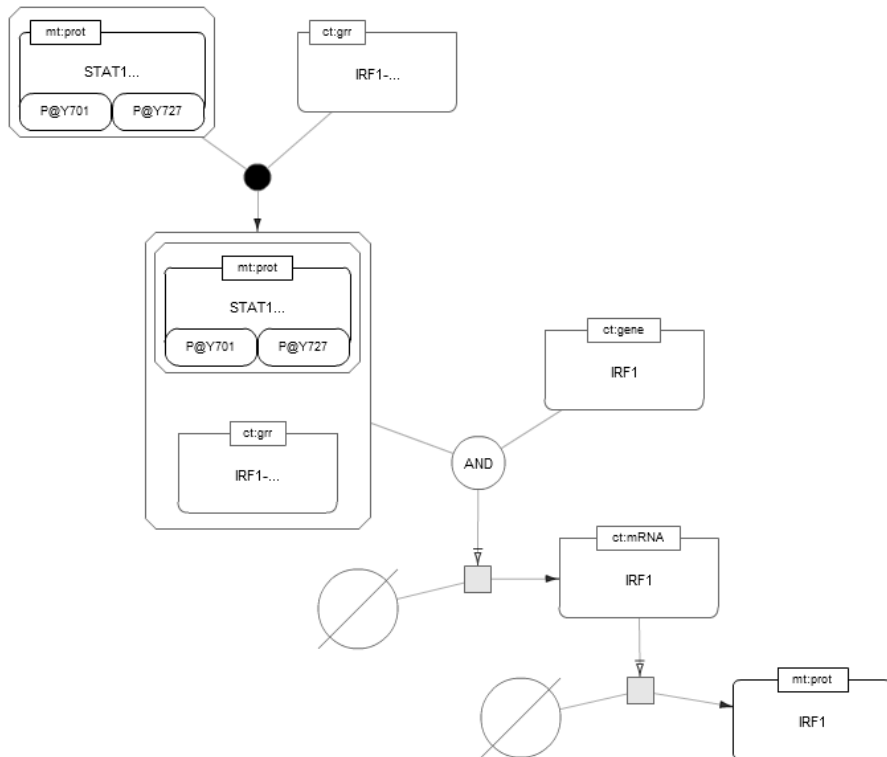 mt:prot
STAT1...
P@Y701
P@Y727
ct:grr
IRF1-...
mt:prot
STAT1...
P@Y701
P@Y727
ct:grr
IRF1-...
ct:gene
IRF1
AND
ct:mRNA
IRF1
mt:prot
IRF1